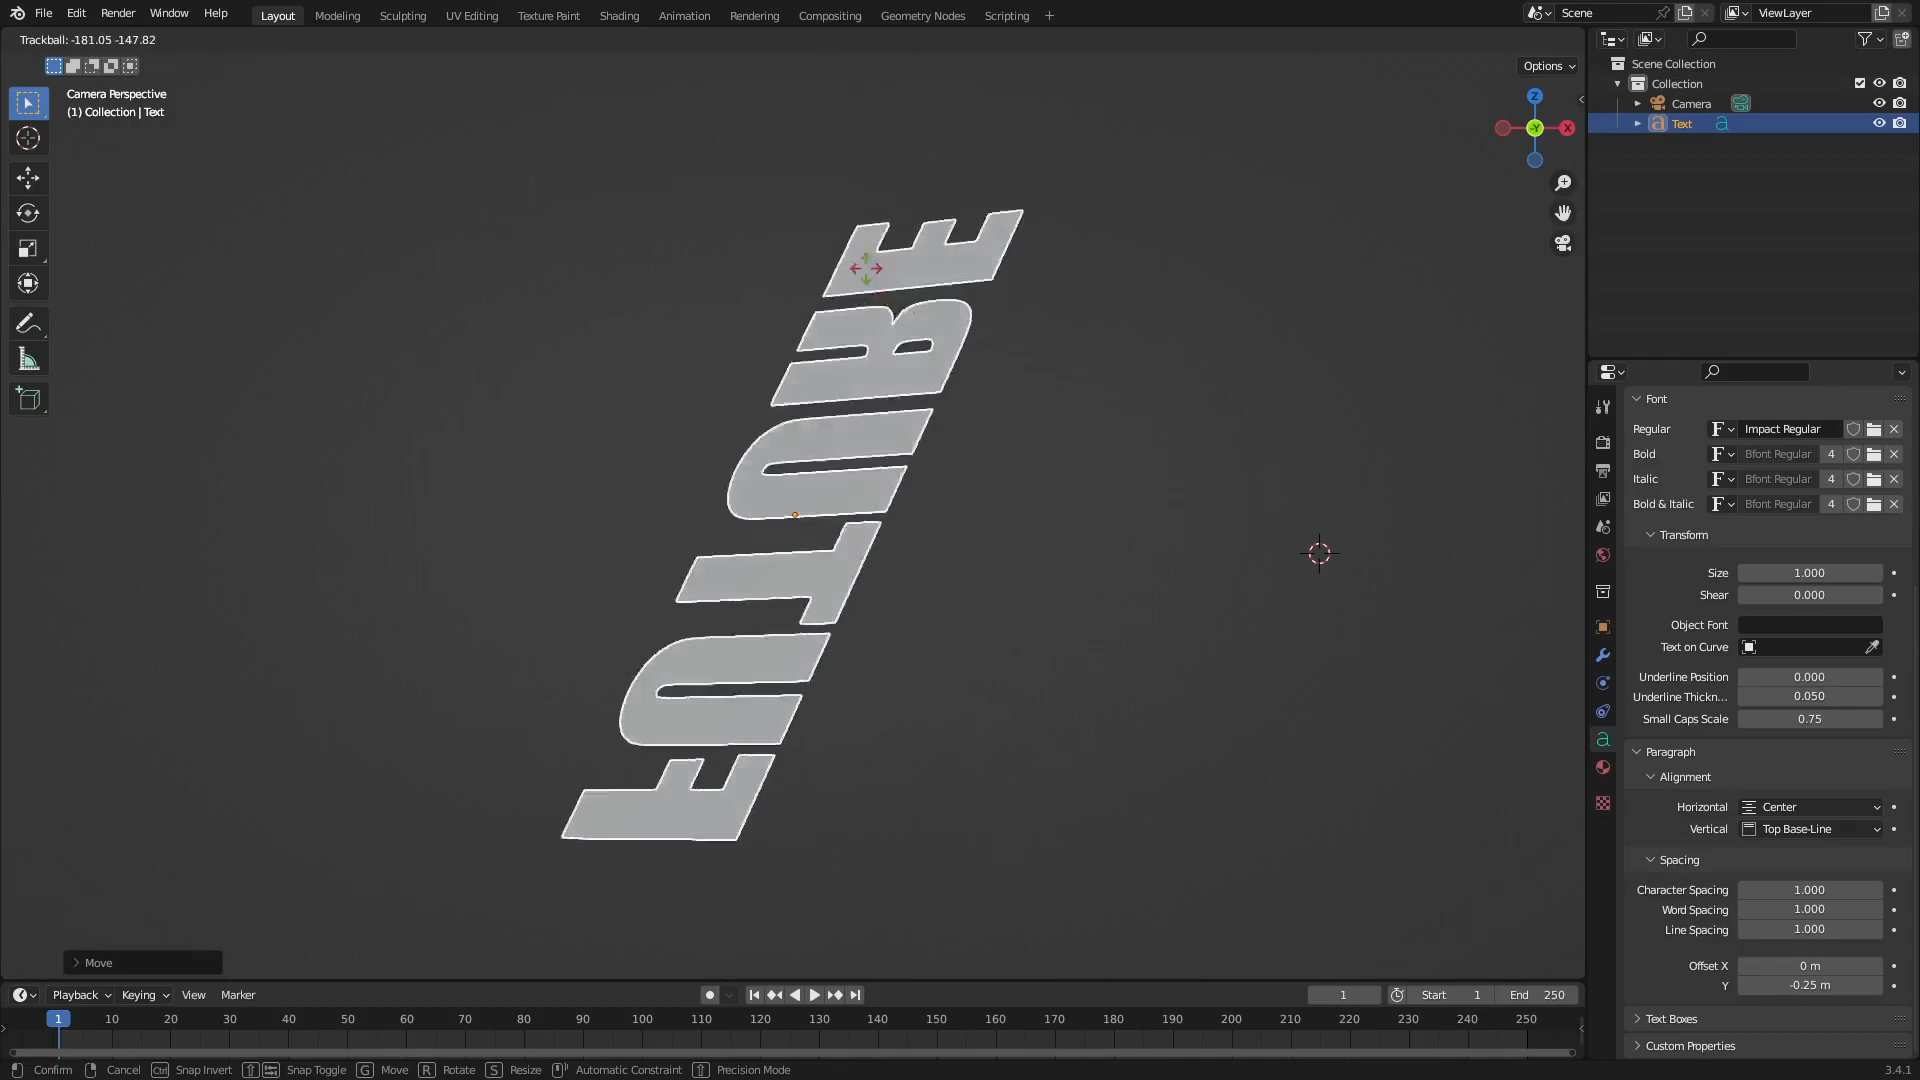 File Edit Render Window Help Layout Modeling Sculpting UV Editing Texture Paint Shading Animation Rendering Compositing Geometry Nodes Scripting + Scene ViewLayer
Trackball: -181.05 -147.82
Options
Camera Perspective
(1) Collection | Text
Z
-Y
X
FUTURE
Move
Scene Collection
Collection
Camera
Text
Font
Regular Impact Regular
Bold Bfont Regular 4
Italic Bfont Regular 4
Bold & Italic Bfont Regular 4
Transform
Size 1.000
Shear 0.000
Object Font
Text on Curve
Underline Position 0.000
Underline Thickn... 0.050
Small Caps Scale 0.75
Paragraph
Alignment
Horizontal Center
Vertical Top Base-Line
Spacing
Character Spacing 1.000
Word Spacing 1.000
Line Spacing 1.000
Offset X 0 m
Y -0.25 m
Text Boxes
Custom Properties
Playback Keying View Marker 1 Start 1 End 250
1 10 20 30 40 50 60 70 80 90 100 110 120 130 140 150 160 170 180 190 200 210 220 230 240 250
Confirm Cancel Ctrl Snap Invert Snap Toggle G Move R Rotate S Resize Automatic Constraint Precision Mode 3.4.1